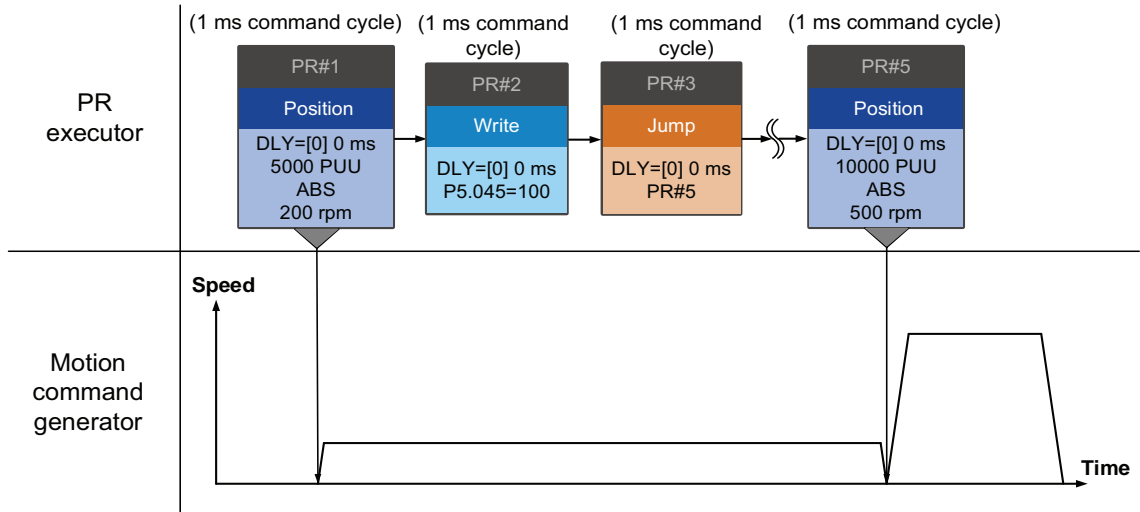 (1 ms command cycle)
(1 ms command
cycle)
(1 ms command
cycle)
(1 ms command cycle)
PR
executor
PR#1
Position
DLY=[0] 0 ms
5000 PUU
ABS
200 rpm
PR#2
Write
DLY=[0] 0 ms
P5.045=100
PR#3
Jump
DLY=[0] 0 ms
PR#5
PR#5
Position
DLY=[0] 0 ms
10000 PUU
ABS
500 rpm
Motion
command
generator
Speed
Time